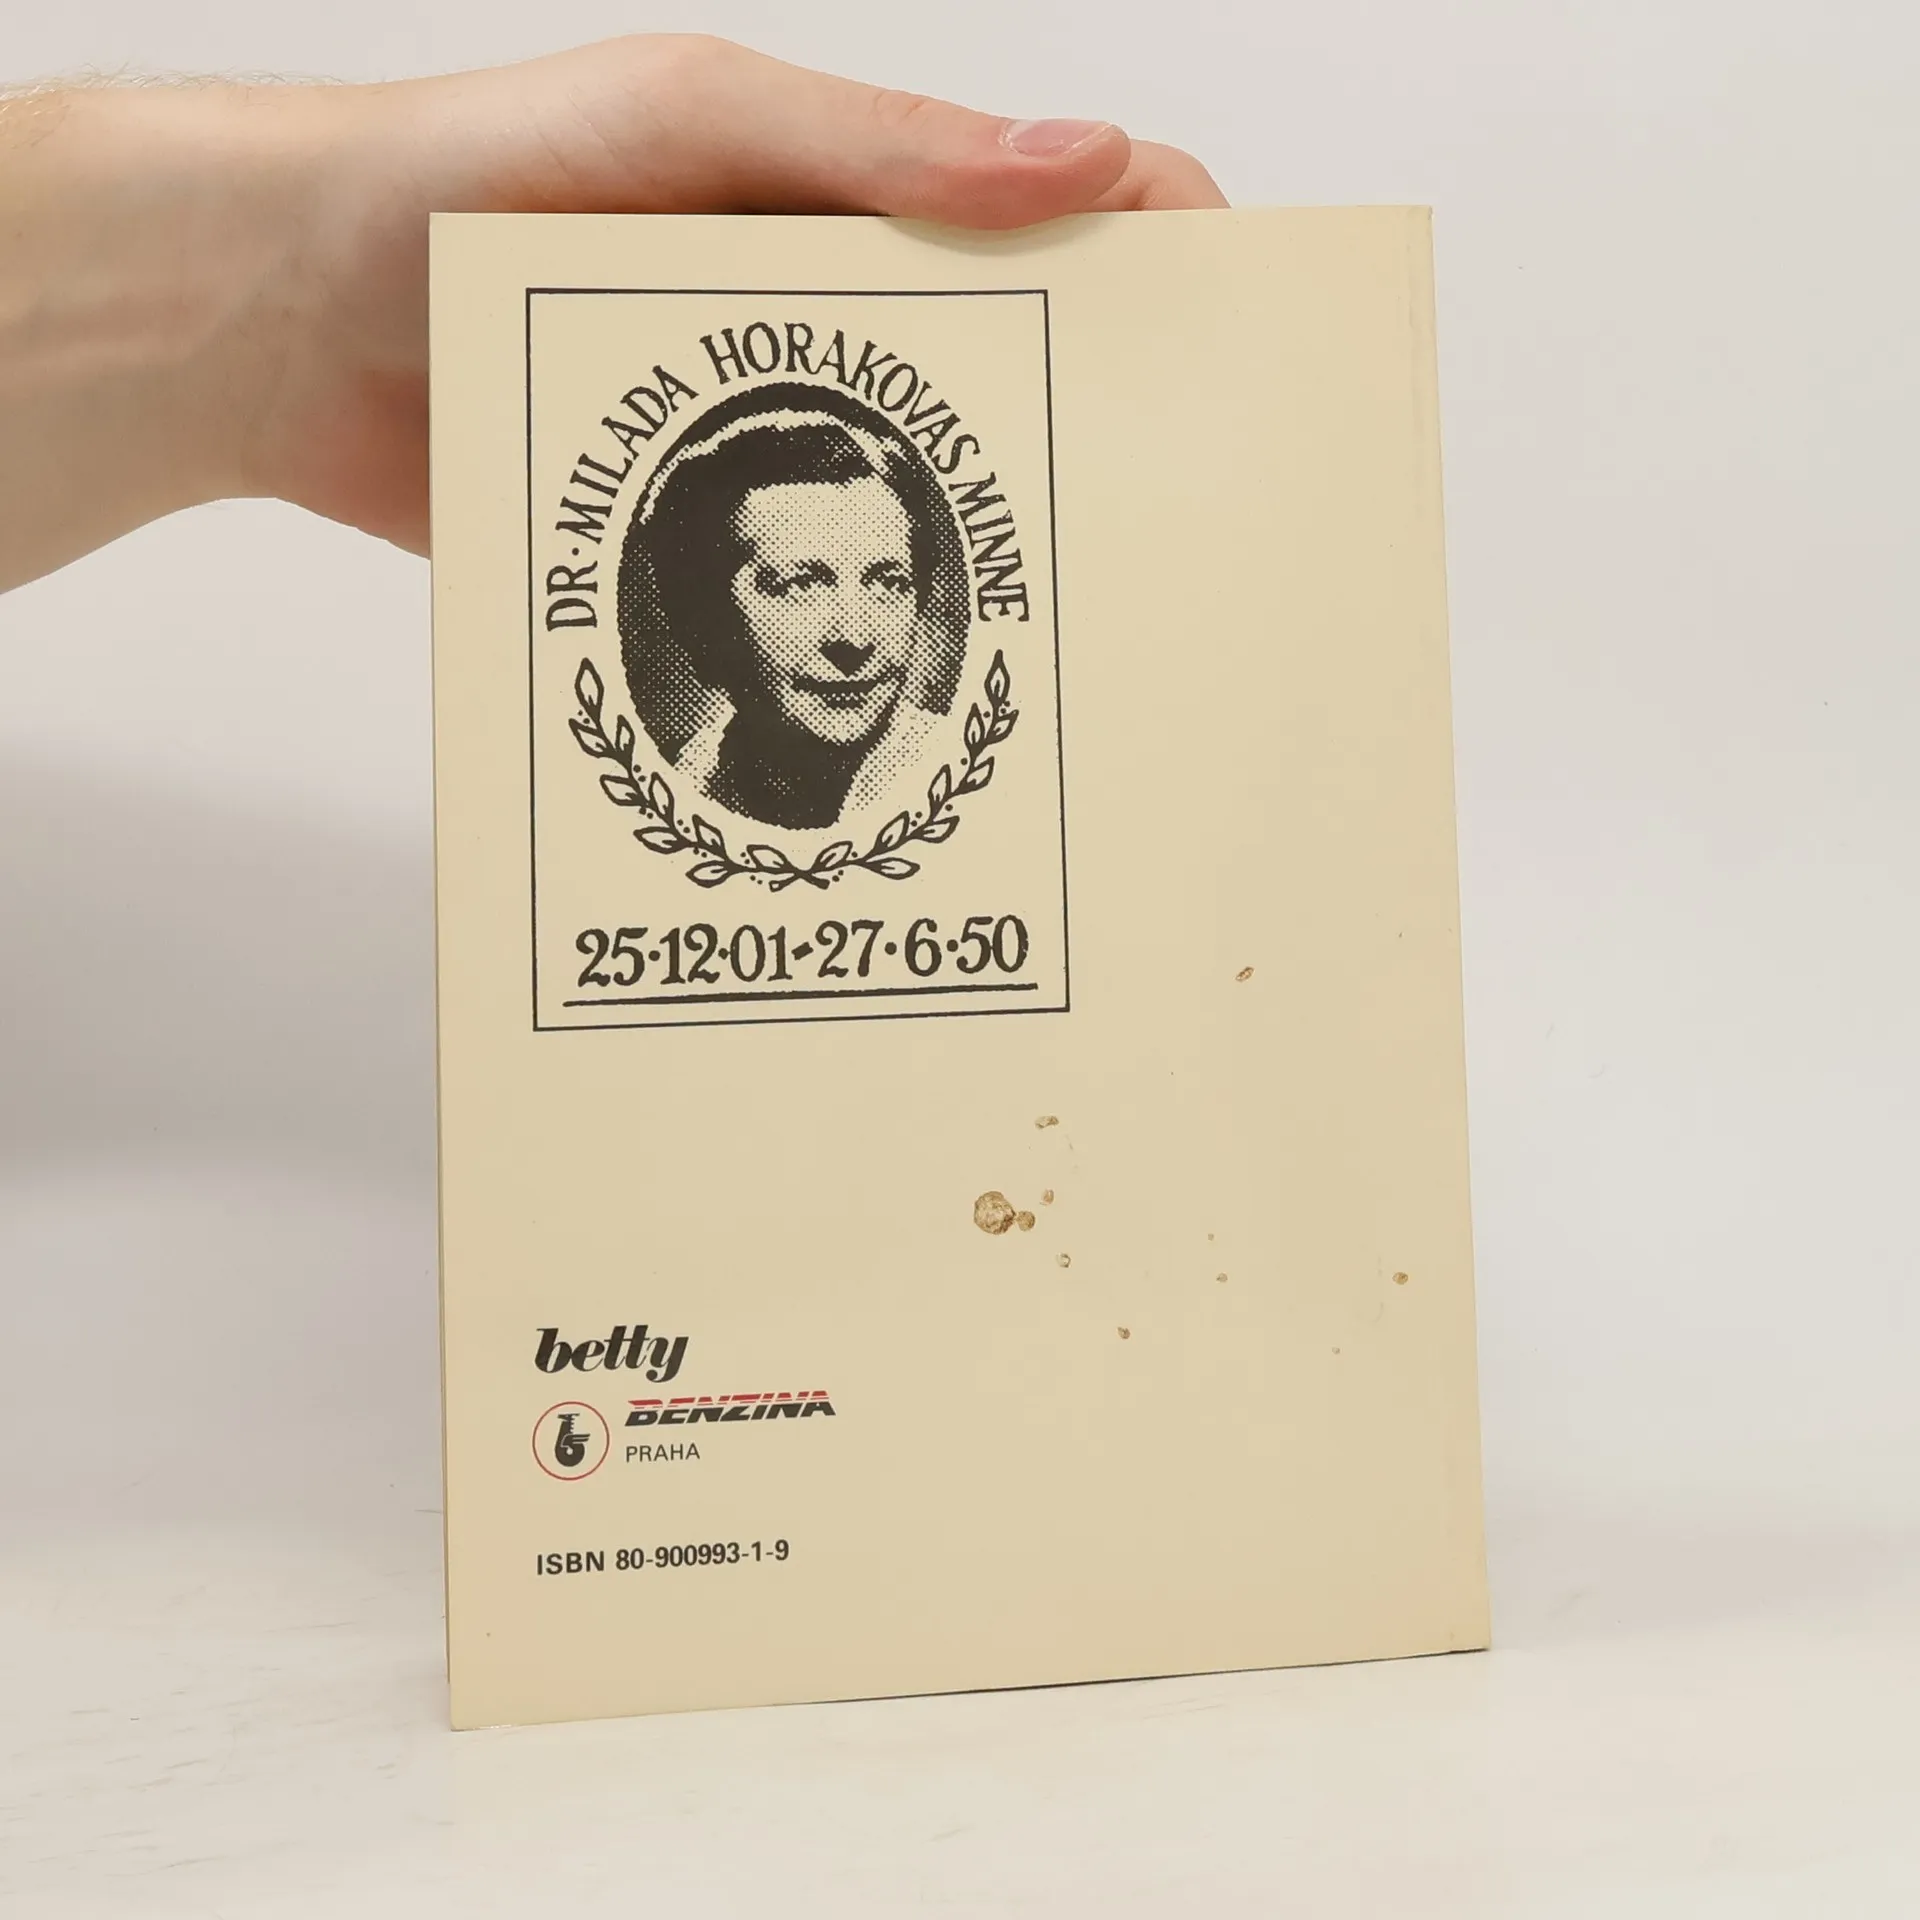 DR·MILADA HORAKOVAS MINNE
25·12·01-27·6·50
betty
BENZINA
PRAHA
ISBN 80-900993-1-9